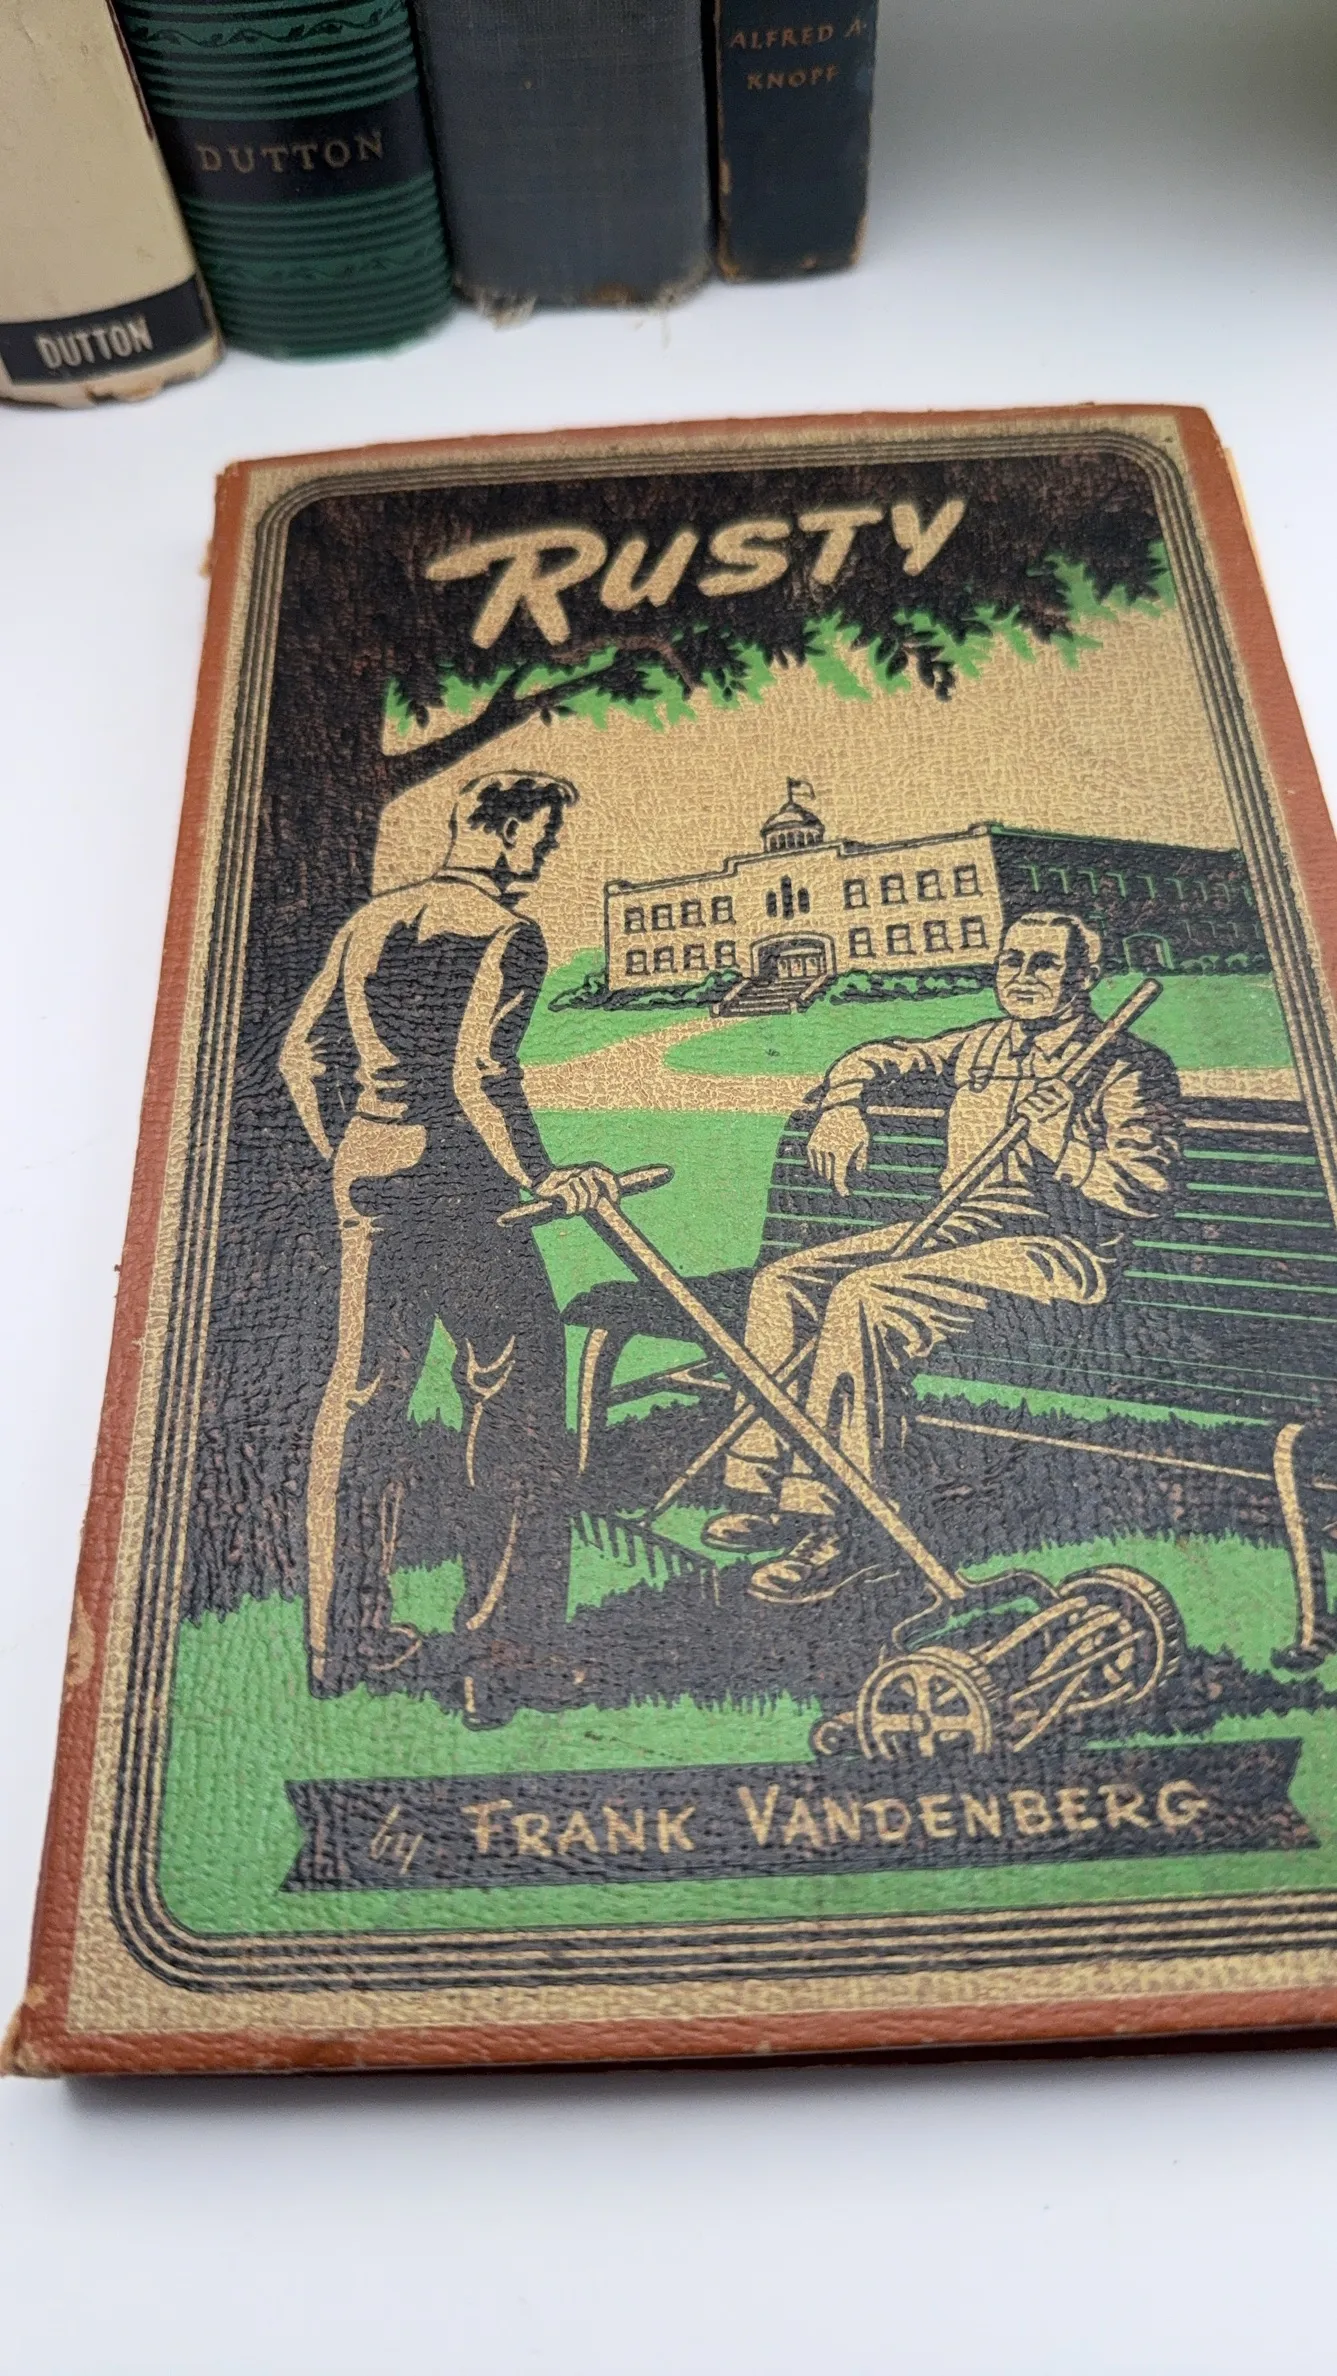 DUTTON
DUTTON
ALFRED A.
KNOPF
RUSTY
by FRANK VANDENBERG